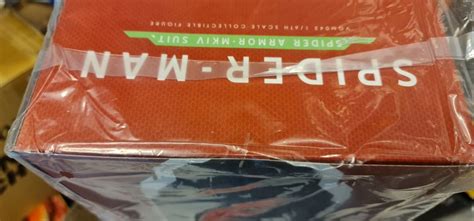 SPIDER-MAN
SPIDER ARMOR-MKIV SUIT
1/6TH SCALE COLLECTIBLE FIGURE